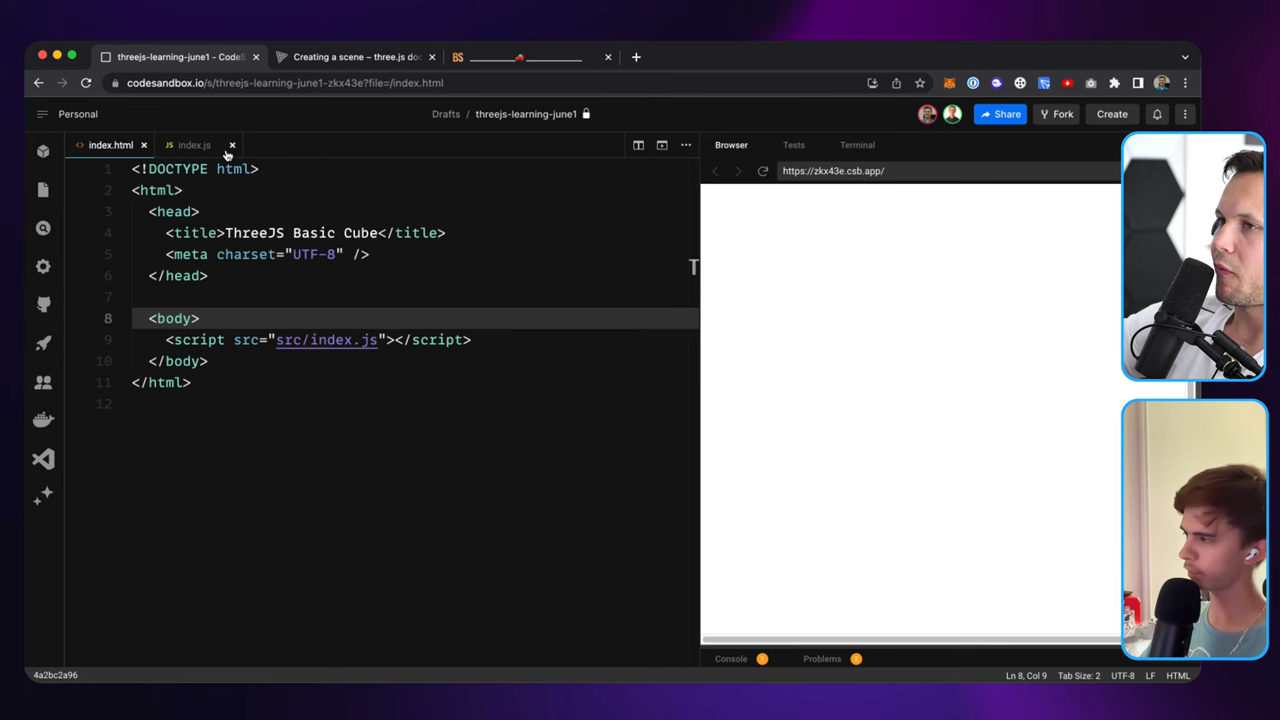 threejs-learning-june1 - CodeS
Creating a scene – three.js doc
BS
codesandbox.io/s/threejs-learning-june1-zkx43e?file=/index.html
Personal
Drafts / threejs-learning-june1
Share
Fork
Create
<> index.html
JS index.js
Browser
Tests
Terminal
https://zkx43e.csb.app/
1 <!DOCTYPE html>
2 <html>
3 <head>
4 <title>ThreeJS Basic Cube</title>
5 <meta charset="UTF-8" />
6 </head>
7
8 <body>
9 <script src="src/index.js"></script>
10 </body>
11 </html>
12
Console 1
Problems
4a2bc2a96
Ln 8, Col 9
Tab Size: 2
UTF-8
LF
HTML